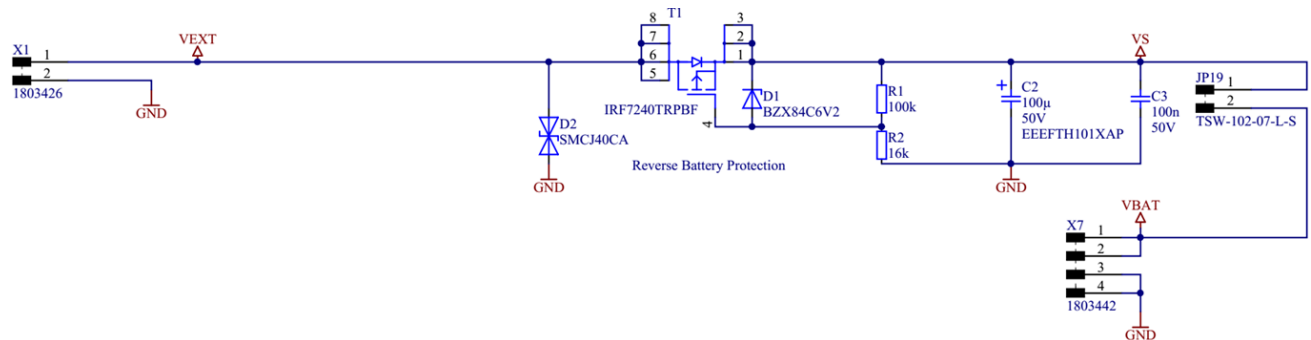 X1
1
2
1803426
VEXT
GND
D2
SMCJ40CA
GND
T1
8
7
6
5
3
2
1
4
IRF7240TRPBF
D1
BZX84C6V2
Reverse Battery Protection
R1
100k
R2
16k
C2
100µ
50V
EEEFTH101XAP
GND
VS
C3
100n
50V
JP19
1
2
TSW-102-07-L-S
VBAT
X7
1
2
3
4
1803442
GND